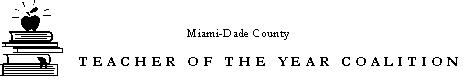 Miami-Dade County
TEACHER OF THE YEAR COALITION